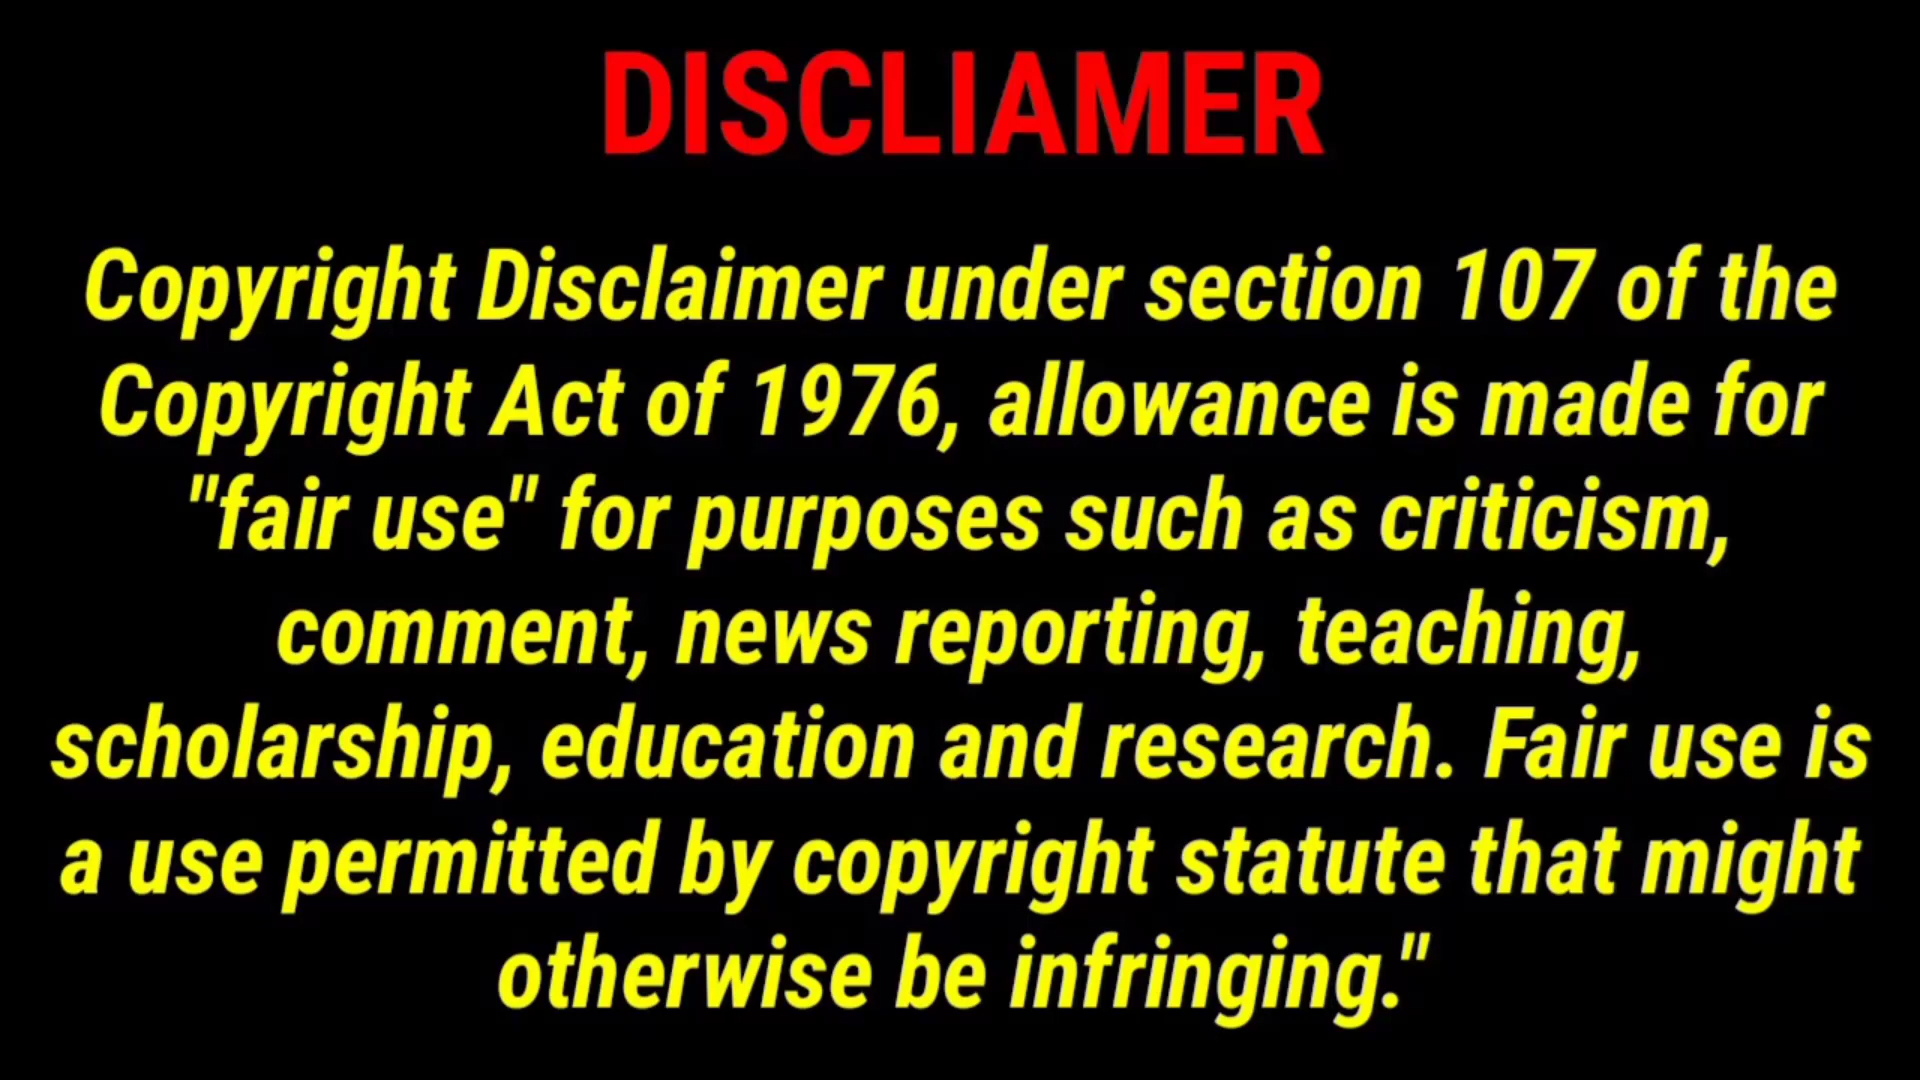 DISCLIAMER
Copyright Disclaimer under section 107 of the
Copyright Act of 1976, allowance is made for
"fair use" for purposes such as criticism,
comment, news reporting, teaching,
scholarship, education and research. Fair use is
a use permitted by copyright statute that might
otherwise be infringing."